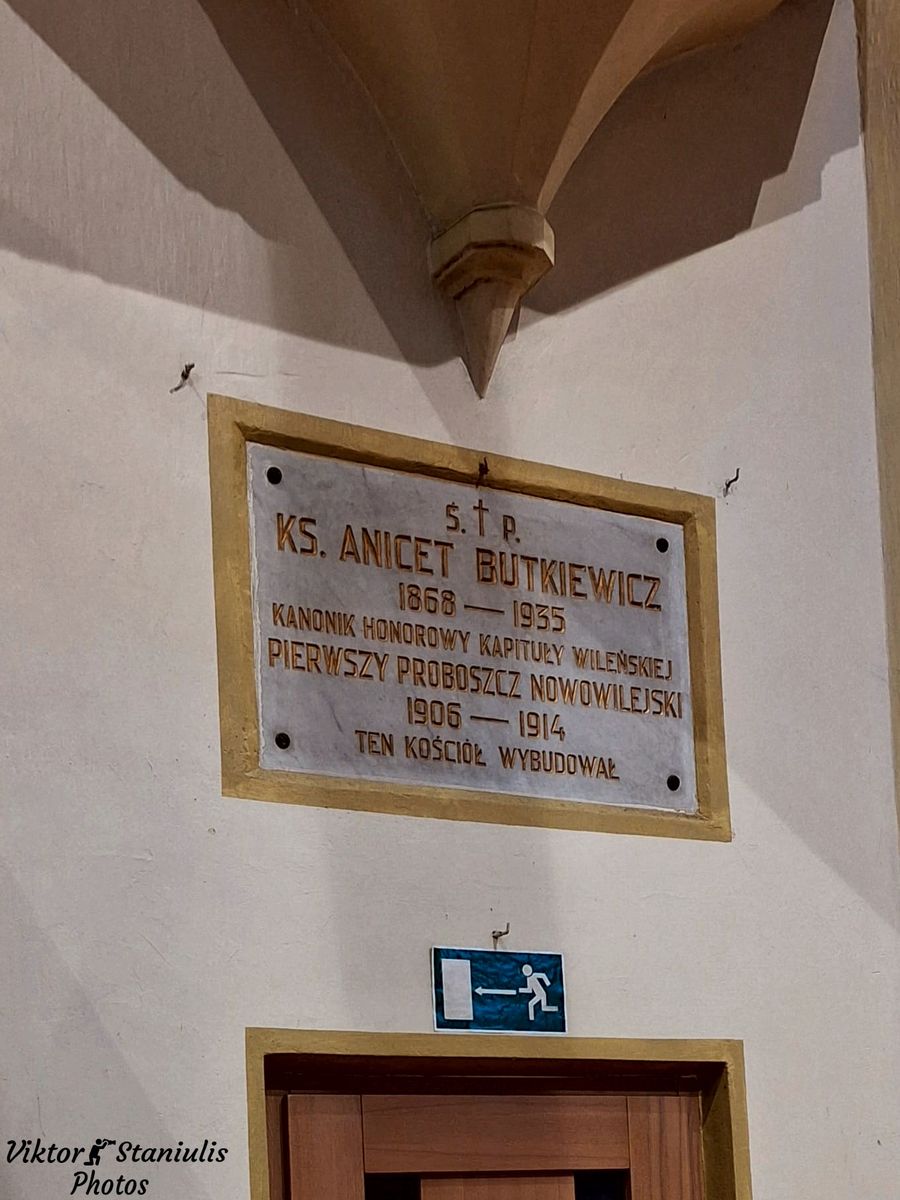 Ś. † P.
KS. ANICET BUTKIEWICZ
1868 — 1935
KANONIK HONOROWY KAPITUŁY WILEŃSKIEJ
PIERWSZY PROBOSZCZ NOWOWILEJSKI
1906 — 1914
TEN KOŚCIÓŁ WYBUDOWAŁ
Viktor Staniulis
Photos